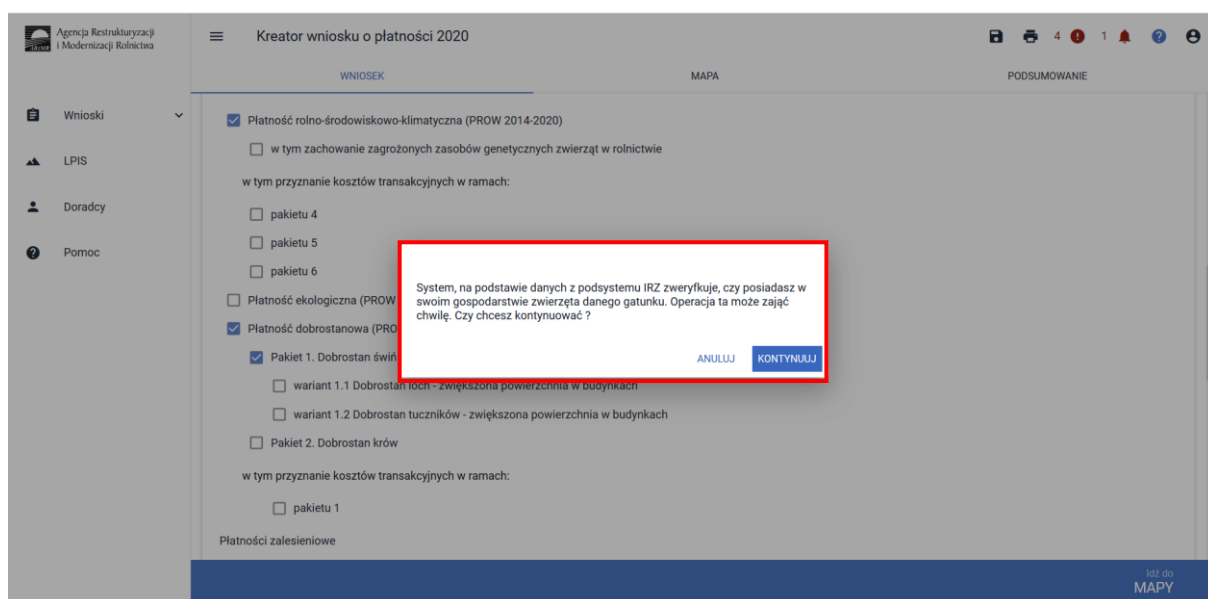 Agencja Restrukturyzacji
i Modernizacji Rolnictwa
ARiMR
Kreator wniosku o płatności 2020
4
1
WNIOSEK
MAPA
PODSUMOWANIE
Wnioski
LPIS
Doradcy
Pomoc
Płatność rolno-środowiskowo-klimatyczna (PROW 2014-2020)
w tym zachowanie zagrożonych zasobów genetycznych zwierząt w rolnictwie
w tym przyznanie kosztów transakcyjnych w ramach:
pakietu 4
pakietu 5
pakietu 6
Płatność ekologiczna (PROW
Płatność dobrostanowa (PRO
Pakiet 1. Dobrostan świń
wariant 1.1 Dobrostan loch - zwiększona powierzchnia w budynkach
wariant 1.2 Dobrostan tuczników - zwiększona powierzchnia w budynkach
Pakiet 2. Dobrostan krów
w tym przyznanie kosztów transakcyjnych w ramach:
pakietu 1
Płatności zalesieniowe
System, na podstawie danych z podsystemu IRZ zweryfkuje, czy posiadasz w
swoim gospodarstwie zwierzęta danego gatunku. Operacja ta może zająć
chwilę. Czy chcesz kontynuować ?
ANULUJ
KONTYNUUJ
Idź do
MAPY